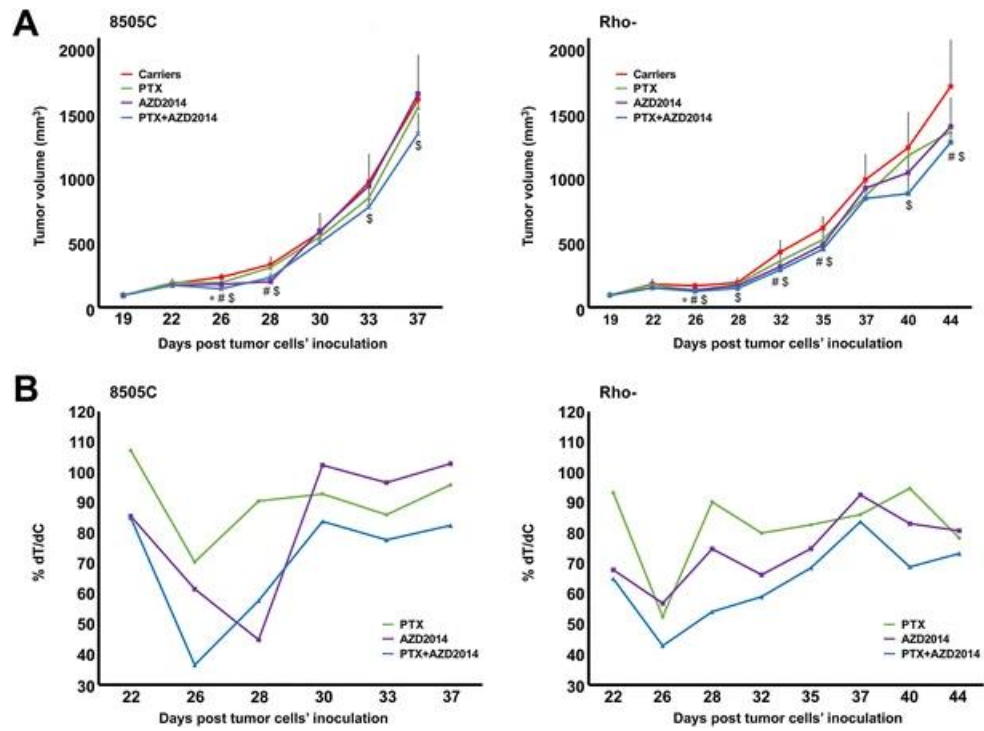 A
8505C
Tumor volume (mm³)
2000
1500
1000
500
0
Carriers
PTX
AZD2014
PTX+AZD2014
* # $
# $
$
$
19 22 26 28 30 33 37
Days post tumor cells' inoculation
Rho-
Tumor volume (mm³)
2000
1500
1000
500
0
Carriers
PTX
AZD2014
PTX+AZD2014
* # $
$
# $
# $
$
# $
19 22 26 28 32 35 37 40 44
Days post tumor cells' inoculation
B
8505C
% dT/dC
120
110
100
90
80
70
60
50
40
30
PTX
AZD2014
PTX+AZD2014
22 26 28 30 33 37
Days post tumor cells' inoculation
Rho-
% dT/dC
120
110
100
90
80
70
60
50
40
30
PTX
AZD2014
PTX+AZD2014
22 26 28 32 35 37 40 44
Days post tumor cells' inoculation